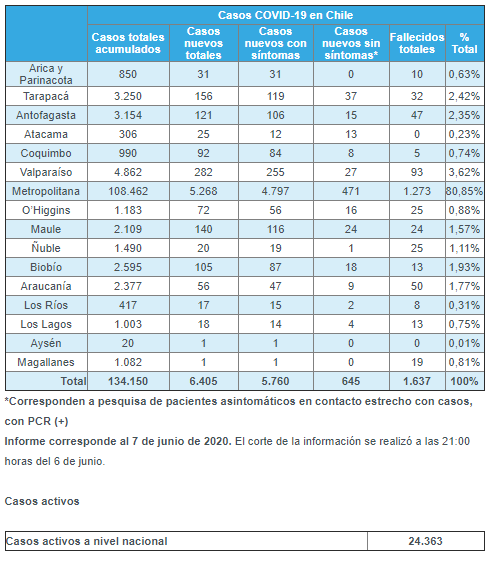 Casos COVID-19 en Chile
Casos totales acumulados Casos nuevos totales Casos nuevos con síntomas Casos nuevos sin síntomas* Fallecidos totales % Total
Arica y Parinacota 850 31 31 0 10 0,63%
Tarapacá 3.250 156 119 37 32 2,42%
Antofagasta 3.154 121 106 15 47 2,35%
Atacama 306 25 12 13 0 0,23%
Coquimbo 990 92 84 8 5 0,74%
Valparaíso 4.862 282 255 27 93 3,62%
Metropolitana 108.462 5.268 4.797 471 1.273 80,85%
O'Higgins 1.183 72 56 16 25 0,88%
Maule 2.109 140 116 24 24 1,57%
Ñuble 1.490 20 19 1 25 1,11%
Biobío 2.595 105 87 18 13 1,93%
Araucanía 2.377 56 47 9 50 1,77%
Los Ríos 417 17 15 2 8 0,31%
Los Lagos 1.003 18 14 4 13 0,75%
Aysén 20 1 1 0 0 0,01%
Magallanes 1.082 1 1 0 19 0,81%
Total 134.150 6.405 5.760 645 1.637 100%
*Corresponden a pesquisa de pacientes asintomáticos en contacto estrecho con casos,
con PCR (+)
Informe corresponde al 7 de junio de 2020. El corte de la información se realizó a las 21:00
horas del 6 de junio.
Casos activos
Casos activos a nivel nacional 24.363